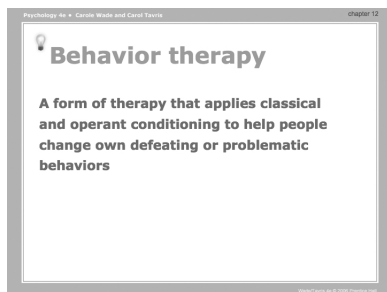 Psychology 4e • Carole Wade and Carol Tavris
chapter 12
Behavior therapy
A form of therapy that applies classical
and operant conditioning to help people
change own defeating or problematic
behaviors